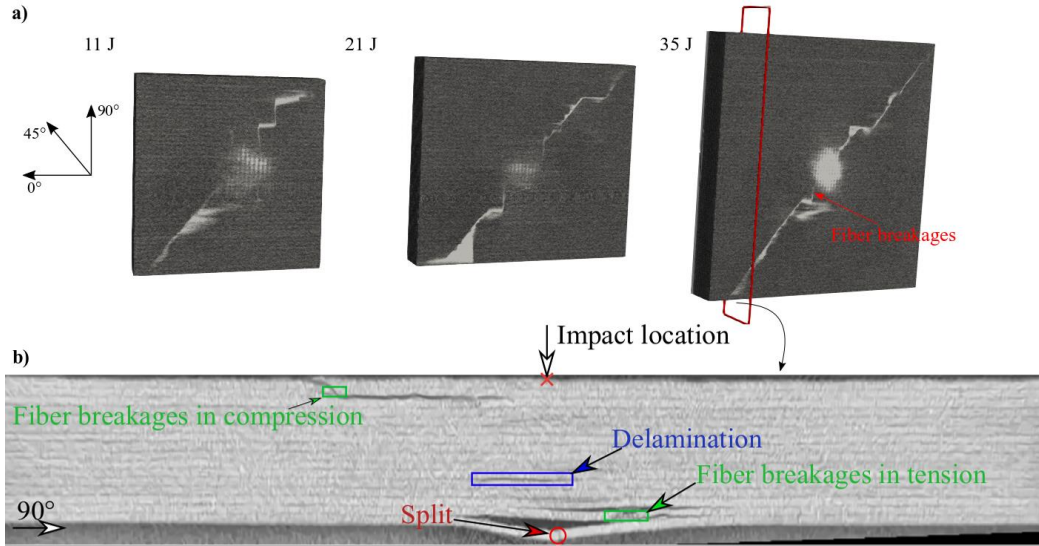 a)
11 J
21 J
35 J
90°
45°
0°
Fiber breakages
Impact location
b)
Fiber breakages in compression
Delamination
Fiber breakages in tension
Split
90°